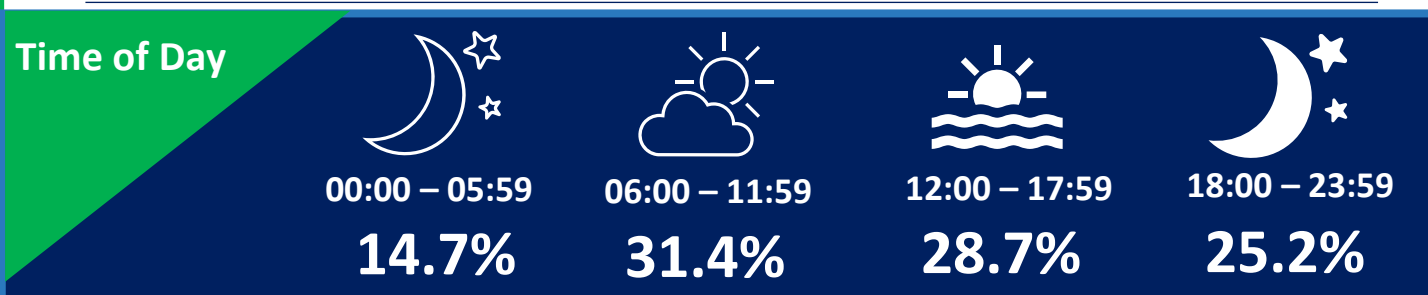 Time of Day
00:00 – 05:59
14.7%
06:00 – 11:59
31.4%
12:00 – 17:59
28.7%
18:00 – 23:59
25.2%